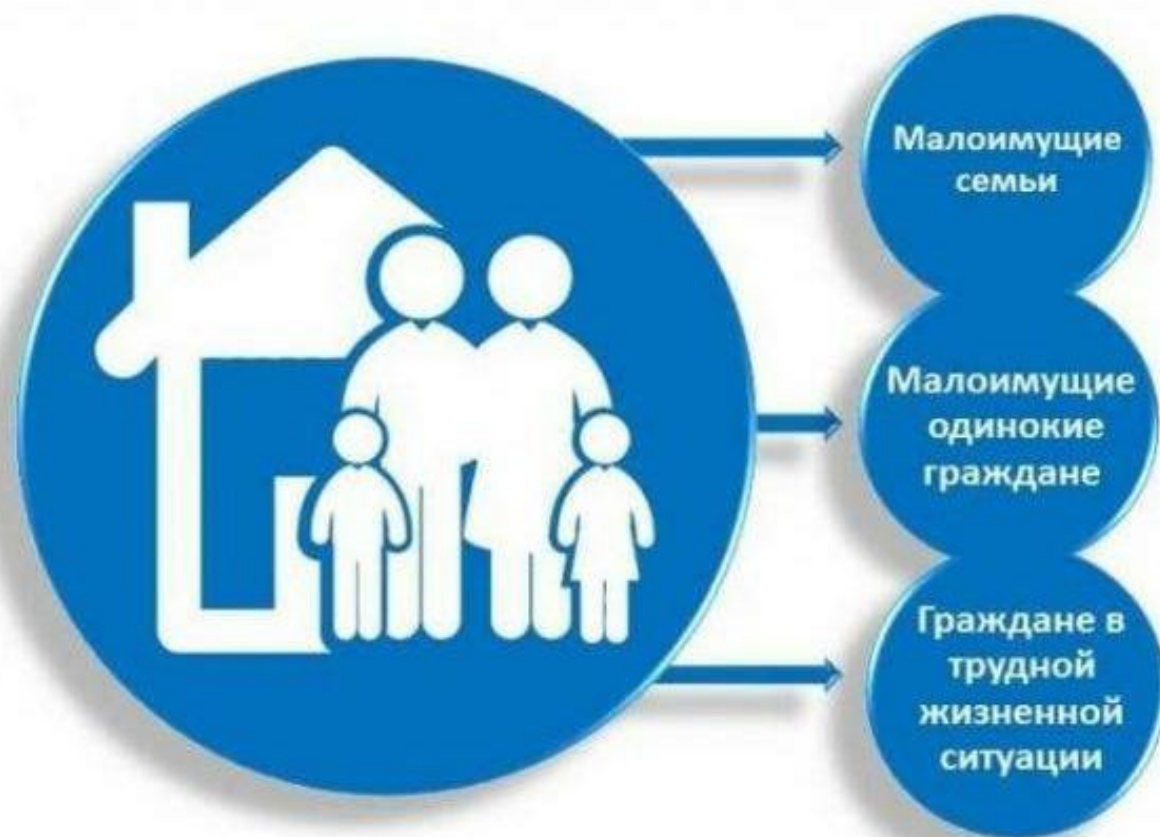 Малоимущие
семьи
Малоимущие
одинокие
граждане
Граждане в
трудной
жизненной
ситуации